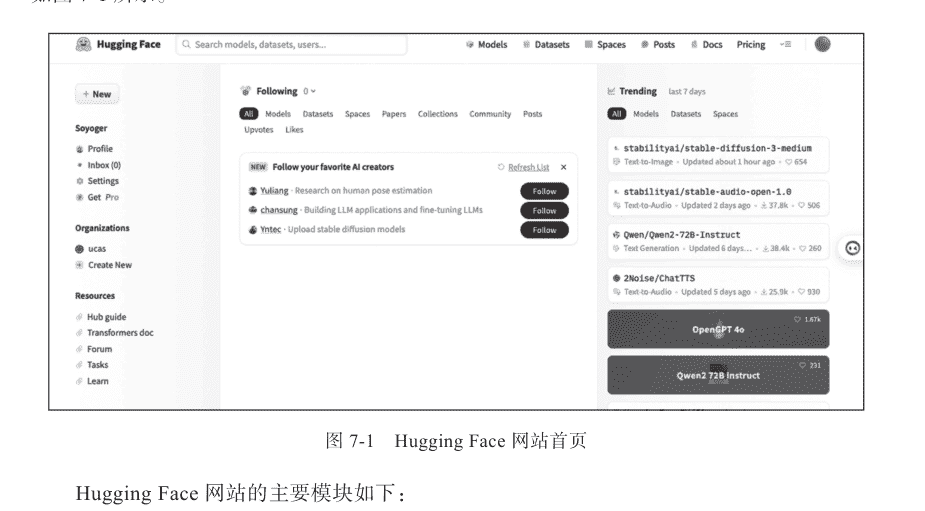 Hugging Face
Search models, datasets, users...
Models Datasets Spaces Posts Docs Pricing
+ New
Soyoger
Profile
Inbox (0)
Settings
Get Pro
Organizations
ucas
Create New
Resources
Hub guide
Transformers doc
Forum
Tasks
Learn
Following 0
All Models Datasets Spaces Papers Collections Community Posts
Upvotes Likes
NEW Follow your favorite AI creators Refresh List ×
Yuliang · Research on human pose estimation Follow
chansung · Building LLM applications and fine-tuning LLMs Follow
Yntec · Upload stable diffusion models Follow
Trending last 7 days
All Models Datasets Spaces
stabilityai/stable-diffusion-3-medium
Text-to-Image • Updated about 1 hour ago • 654
stabilityai/stable-audio-open-1.0
Text-to-Audio • Updated 2 days ago • 37.8k • 506
Qwen/Qwen2-72B-Instruct
Text Generation • Updated 6 days... • 38.4k • 260
2Noise/ChatTTS
Text-to-Audio • Updated 5 days ago • 25.9k • 930
1.67k
OpenGPT 4o
231
Qwen2 72B Instruct
图 7-1 Hugging Face 网站首页
Hugging Face 网站的主要模块如下：